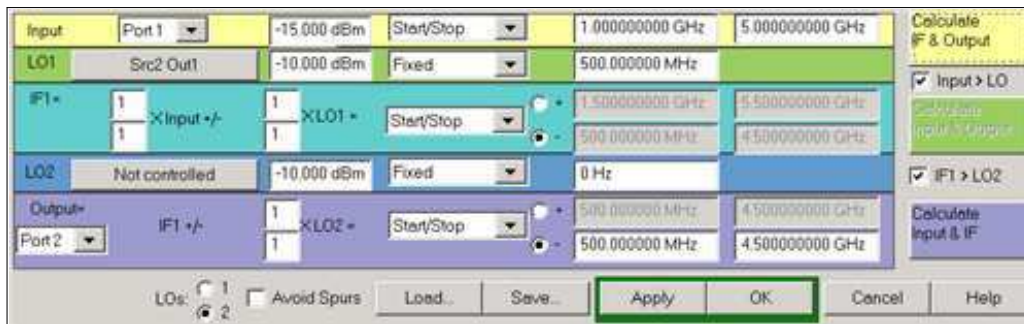 Input Port 1 -15.000 dBm Start/Stop 1.000000000 GHz 5.000000000 GHz Calculate
IF & Output
LO1 Src2 Out1 -10.000 dBm Fixed 500.000000 MHz
Input > LO
IF1= 1 1 + 1.500000000 GHz 5.500000000 GHz Calculate
Input & Output
× Input +/- × LO1 = Start/Stop
1 1 - 500.000000 MHz 4.500000000 GHz
LO2 Not controlled -10.000 dBm Fixed 0 Hz IF1 > LO2
Output= 1 + 500.000000 MHz 4.500000000 GHz Calculate
Input & IF
Port 2 IF1 +/- × LO2 = Start/Stop
1 - 500.000000 MHz 4.500000000 GHz
LOs: 1
2
Avoid Spurs Load... Save... Apply OK Cancel Help